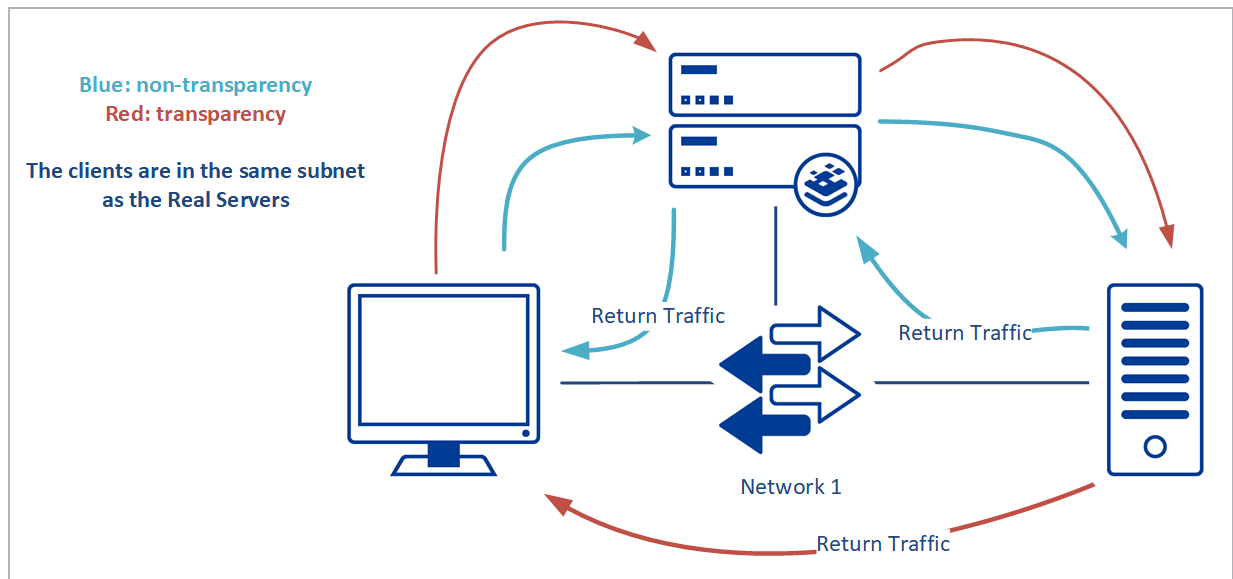 Blue: non-transparency
Red: transparency
The clients are in the same subnet
as the Real Servers
Return Traffic
Return Traffic
Network 1
Return Traffic